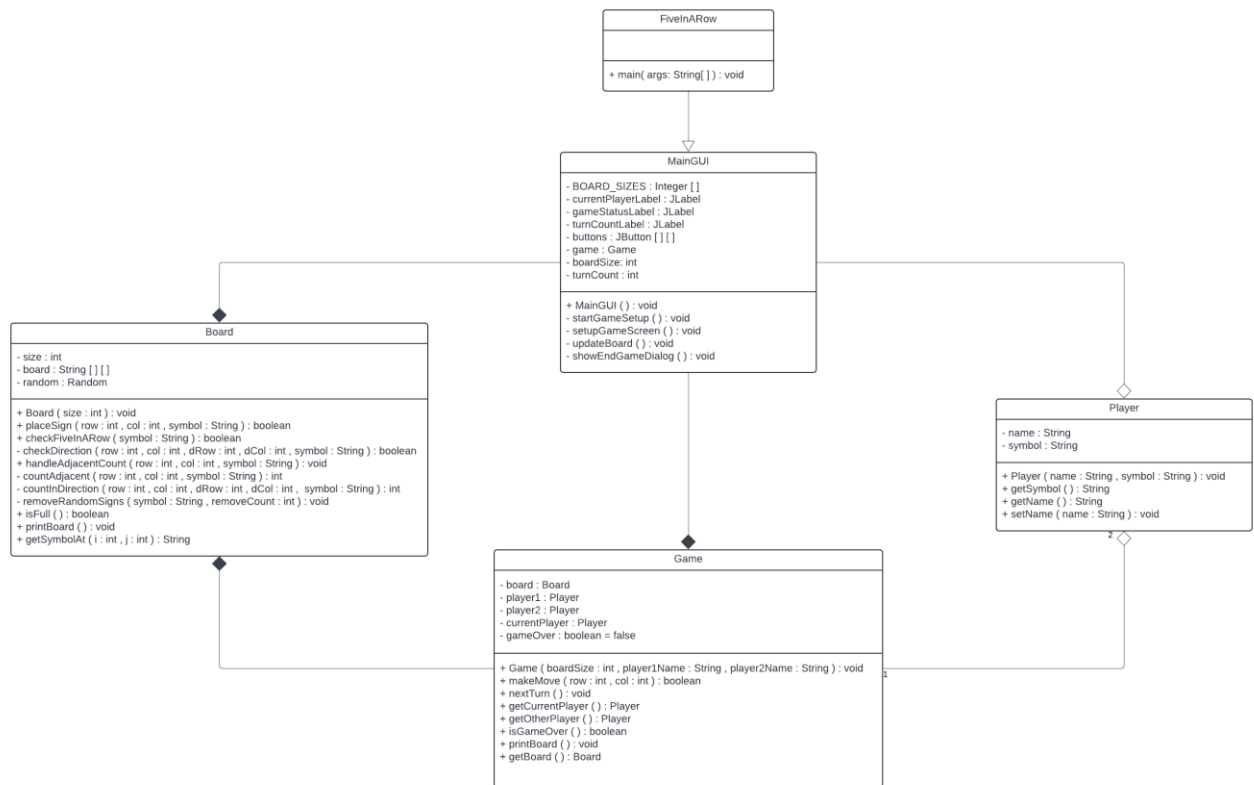 FiveInARow
+ main( args: String[ ] ) : void
MainGUI
- BOARD_SIZES : Integer [ ]
- currentPlayerLabel : JLabel
- gameStatusLabel : JLabel
- turnCountLabel : JLabel
- buttons : JButton [ ] [ ]
- game : Game
- boardSize: int
- turnCount : int
+ MainGUI ( ) : void
- startGameSetup ( ) : void
- setupGameScreen ( ) : void
- updateBoard ( ) : void
- showEndGameDialog ( ) : void
Board
- size : int
- board : String [ ] [ ]
- random : Random
+ Board ( size : int ) : void
+ placeSign ( row : int , col : int , symbol : String ) : boolean
+ checkFiveInARow ( symbol : String ) : boolean
- checkDirection ( row : int , col : int , dRow : int , dCol : int , symbol : String ) : boolean
+ handleAdjacentCount ( row : int , col : int , symbol : String ) : void
- countAdjacent ( row : int , col : int , symbol : String ) : int
- countInDirection ( row : int , col : int , dRow : int , dCol : int , symbol : String ) : int
- removeRandomSigns ( symbol : String , removeCount : int ) : void
+ isFull ( ) : boolean
+ printBoard ( ) : void
+ getSymbolAt ( i : int , j : int ) : String
Player
- name : String
- symbol : String
+ Player ( name : String , symbol : String ) : void
+ getSymbol ( ) : String
+ getName ( ) : String
+ setName ( name : String ) : void
2
Game
- board : Board
- player1 : Player
- player2 : Player
- currentPlayer : Player
- gameOver : boolean = false
+ Game ( boardSize : int , player1Name : String , player2Name : String ) : void
+ makeMove ( row : int , col : int ) : boolean
+ nextTurn ( ) : void
+ getCurrentPlayer ( ) : Player
+ getOtherPlayer ( ) : Player
+ isGameOver ( ) : boolean
+ printBoard ( ) : void
+ getBoard ( ) : Board
1